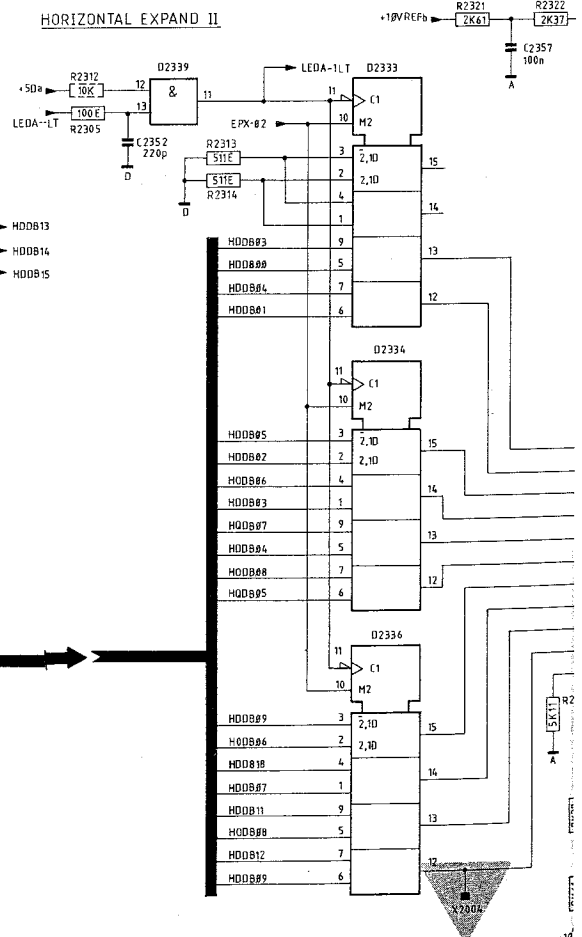 HORIZONTAL EXPAND II
+10VREFb
R2321
2K61
R2322
2K37
C2357
100n
A
+5Da
R2312
10K
12
D2339
&
11
LEDA--LT
100E
13
R2305
C2352
220p
D
LEDA-1LT
EPX-02
D2333
11
C1
10
M2
R2313
511E
3
2,1D
15
511E
2
2,1D
R2314
D
4
14
1
HDDB13
HDDB14
HDDB15
HDDB03
9
13
HDDB00
5
HDDB04
7
12
HDDB01
6
D2334
11
C1
10
M2
HDDB05
3
2,1D
15
HDDB02
2
2,1D
HDDB06
4
14
HDDB03
1
HDDB07
9
13
HDDB04
5
HDDB08
7
12
HDDB05
6
D2336
11
C1
10
M2
5K11
R2
A
HDDB09
3
2,1D
15
HDDB06
2
2,1D
HDDB10
4
14
HDDB07
1
HDDB11
9
13
HDDB08
5
HDDB12
7
12
HDDB09
6
X2004